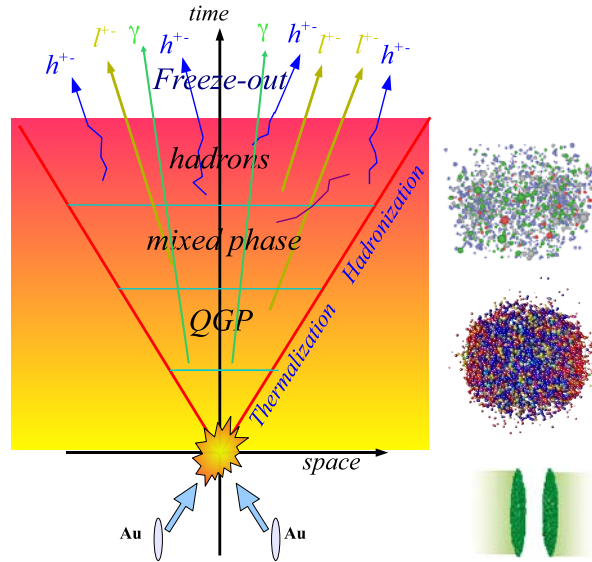 time
l+-
γ
h+-
γ
h+-
l+-
l+-
h+-
h+-
Freeze-out
hadrons
mixed phase
Hadronization
QGP
Thermalization
space
Au
Au